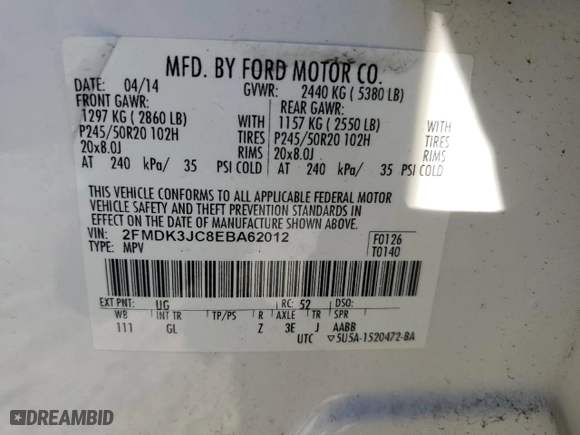 MFD. BY FORD MOTOR CO.
DATE: 04/14 GVWR: 2440 KG ( 5380 LB)
FRONT GAWR: REAR GAWR:
1297 KG ( 2860 LB) WITH 1157 KG ( 2550 LB) WITH
P245/50R20 102H TIRES P245/50R20 102H TIRES
20x8.0J RIMS 20x8.0J RIMS
AT 240 kPa/ 35 PSI COLD AT 240 kPa/ 35 PSI COLD
THIS VEHICLE CONFORMS TO ALL APPLICABLE FEDERAL MOTOR
VEHICLE SAFETY AND THEFT PREVENTION STANDARDS IN
EFFECT ON THE DATE OF MANUFACTURE SHOWN ABOVE.
VIN: 2FMDK3JC8EBA62012 F0126
TYPE: MPV T0140
EXT PNT: UG RC: 52 DSO:
WB INT TR TP/PS R AXLE TR SPR
111 GL Z 3E J AABB
UTC ▽5U5A-1520472-BA
DREAMBID